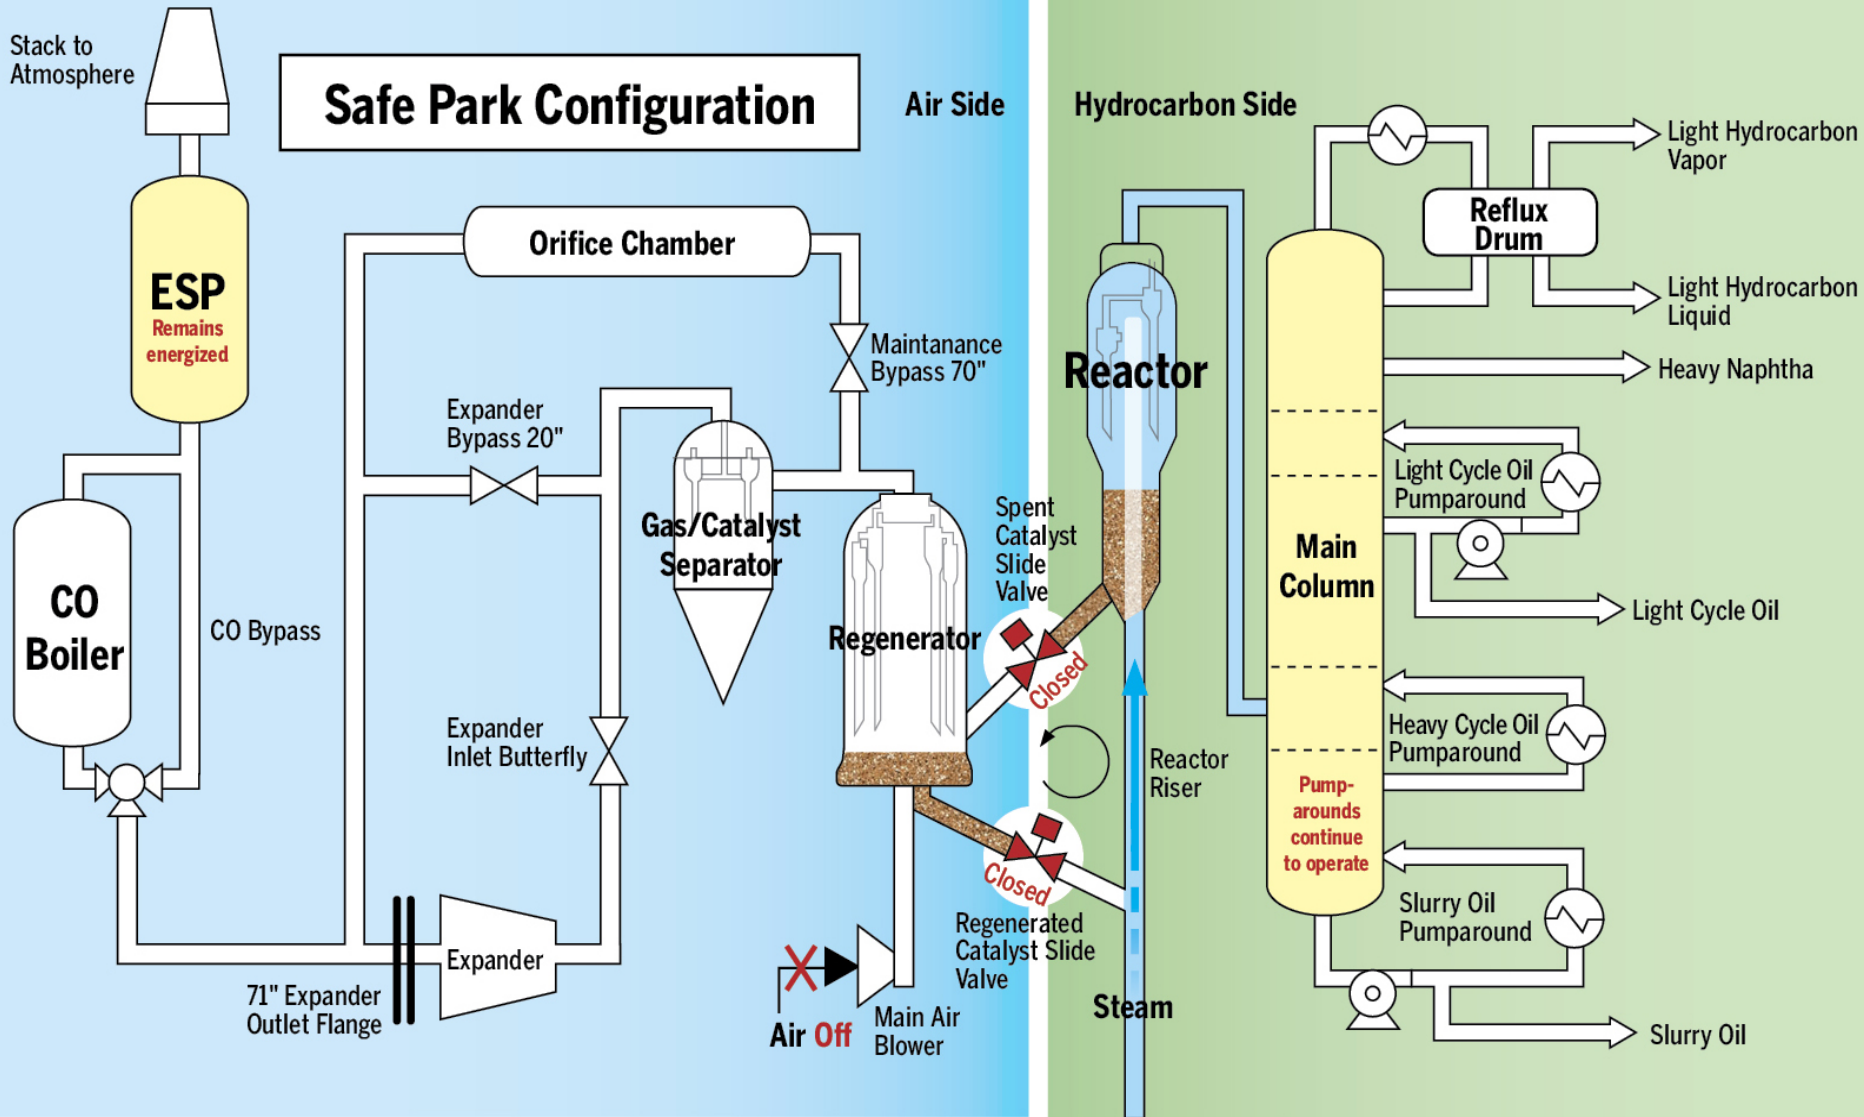 Stack to
Atmosphere
Safe Park Configuration
Air Side
Hydrocarbon Side
Light Hydrocarbon
Vapor
Reflux
Drum
Orifice Chamber
ESP
Remains
energized
Light Hydrocarbon
Liquid
Maintanance
Bypass 70"
Reactor
Heavy Naphtha
Expander
Bypass 20"
Light Cycle Oil
Pumparound
Gas/Catalyst
Separator
Spent
Catalyst
Slide
Valve
Main
Column
CO
Boiler
CO Bypass
Regenerator
Light Cycle Oil
Closed
Expander
Inlet Butterfly
Reactor
Riser
Heavy Cycle Oil
Pumparound
Pump-
arounds
continue
to operate
Closed
Slurry Oil
Pumparound
Regenerated
Catalyst Slide
Valve
Expander
71" Expander
Outlet Flange
Air Off
Main Air
Blower
Steam
Slurry Oil